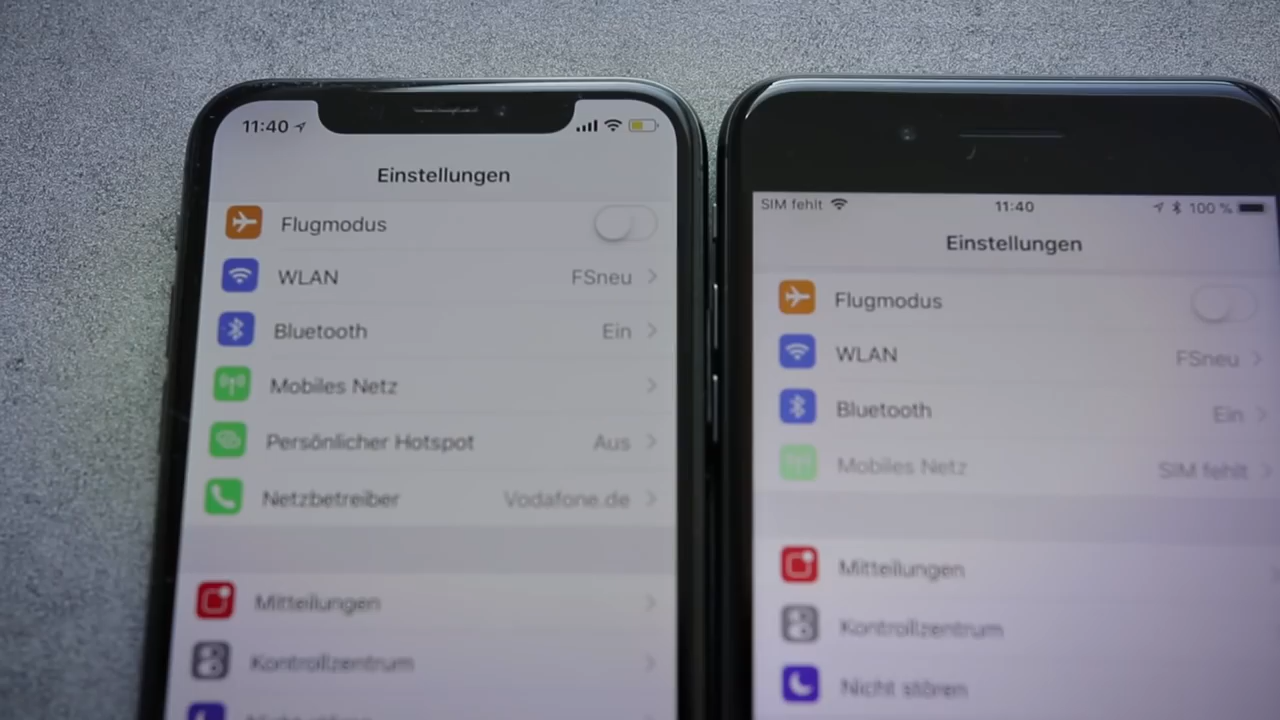 11:40
Einstellungen
Flugmodus
WLAN FSneu
Bluetooth Ein
Mobiles Netz
Persönlicher Hotspot Aus
Netzbetreiber Vodafone.de
Mitteilungen
Kontrollzentrum
SIM fehlt 11:40 100 %
Einstellungen
Flugmodus
WLAN FSneu
Bluetooth Ein
Mobiles Netz SIM fehlt
Mitteilungen
Kontrollzentrum
Nicht stören